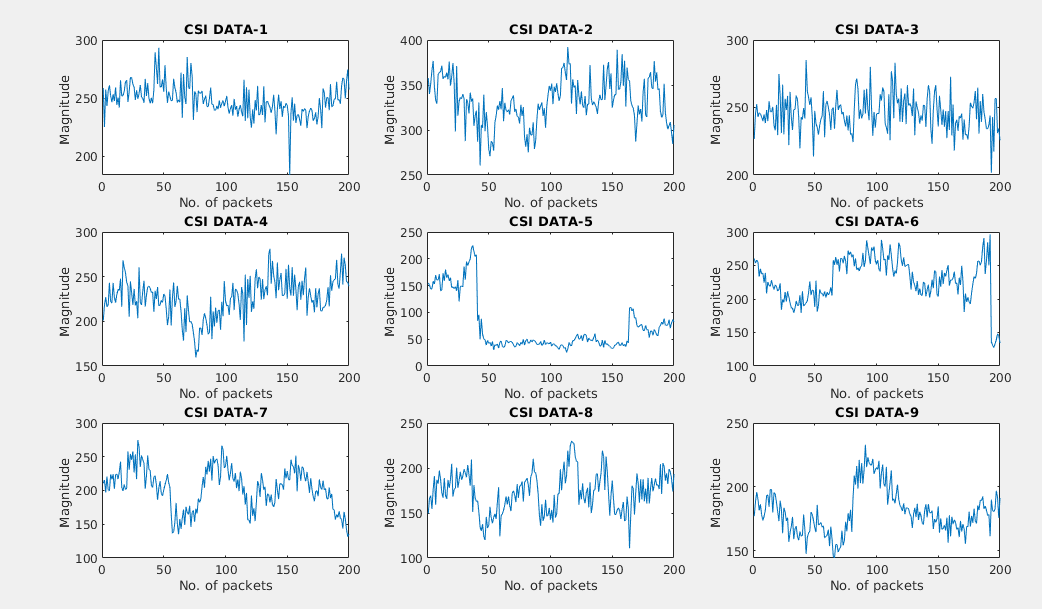 CSI DATA-1 CSI DATA-2 CSI DATA-3
300 400 300
Magnitude Magnitude Magnitude
350
250 250
300
200
250 200
0 50 100 150 200 0 50 100 150 200 0 50 100 150 200
No. of packets No. of packets No. of packets
CSI DATA-4 CSI DATA-5 CSI DATA-6
300 250 300
Magnitude Magnitude Magnitude
200
250 250
150
200 100 200
50 150
150 0 100
0 50 100 150 200 0 50 100 150 200 0 50 100 150 200
No. of packets No. of packets No. of packets
CSI DATA-7 CSI DATA-8 CSI DATA-9
300 250 250
Magnitude Magnitude Magnitude
250 200
200 200
150 150
150
100 100
0 50 100 150 200 0 50 100 150 200 0 50 100 150 200
No. of packets No. of packets No. of packets